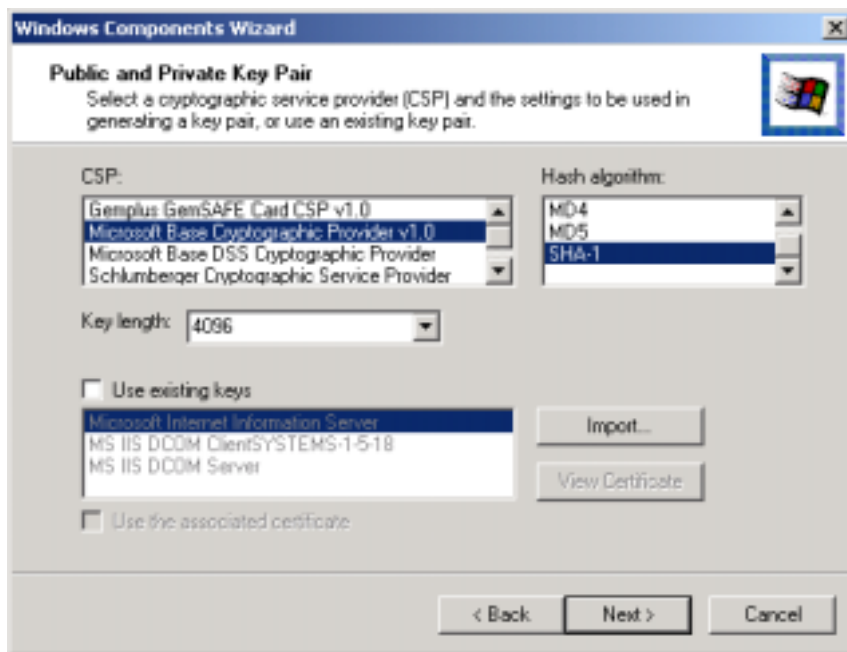 Windows Components Wizard
Public and Private Key Pair
Select a cryptographic service provider (CSP) and the settings to be used in
generating a key pair, or use an existing key pair.
CSP:
Gemplus GemSAFE Card CSP v1.0
Microsoft Base Cryptographic Provider v1.0
Microsoft Base DSS Cryptographic Provider
Schlumberger Cryptographic Service Provider
Hash algorithm:
MD4
MD5
SHA-1
Key length: 4096
Use existing keys
Microsoft Internet Information Server
MS IIS DCOM ClientSYSTEMS-1-5-18
MS IIS DCOM Server
Import...
View Certificate
Use the associated certificate
< Back Next > Cancel